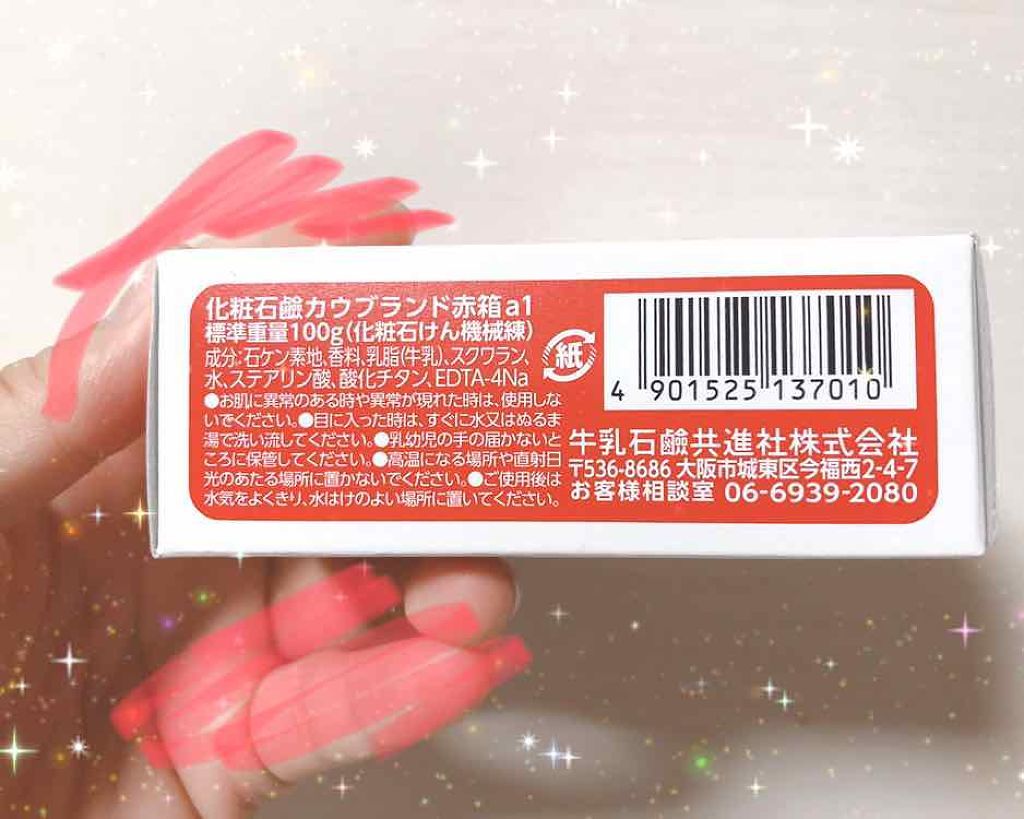 化粧石鹸カウブランド赤箱a1
標準重量100g(化粧石けん機械練)
成分:石ケン素地、香料、乳脂(牛乳)、スクワラン、
水、ステアリン酸、酸化チタン、EDTA-4Na
●お肌に異常のある時や異常が現れた時は、使用しな
いでください。●目に入った時は、すぐに水又はぬるま
湯で洗い流してください。●乳幼児の手の届かないと
ころに保管してください。●高温になる場所や直射日
光のあたる場所に置かないでください。●ご使用後は
水気をよくきり、水はけのよい場所に置いてください。
紙
4 901525 137010
牛乳石鹸共進社株式会社
〒536-8686 大阪市城東区今福西2-4-7
お客様相談室 06-6939-2080